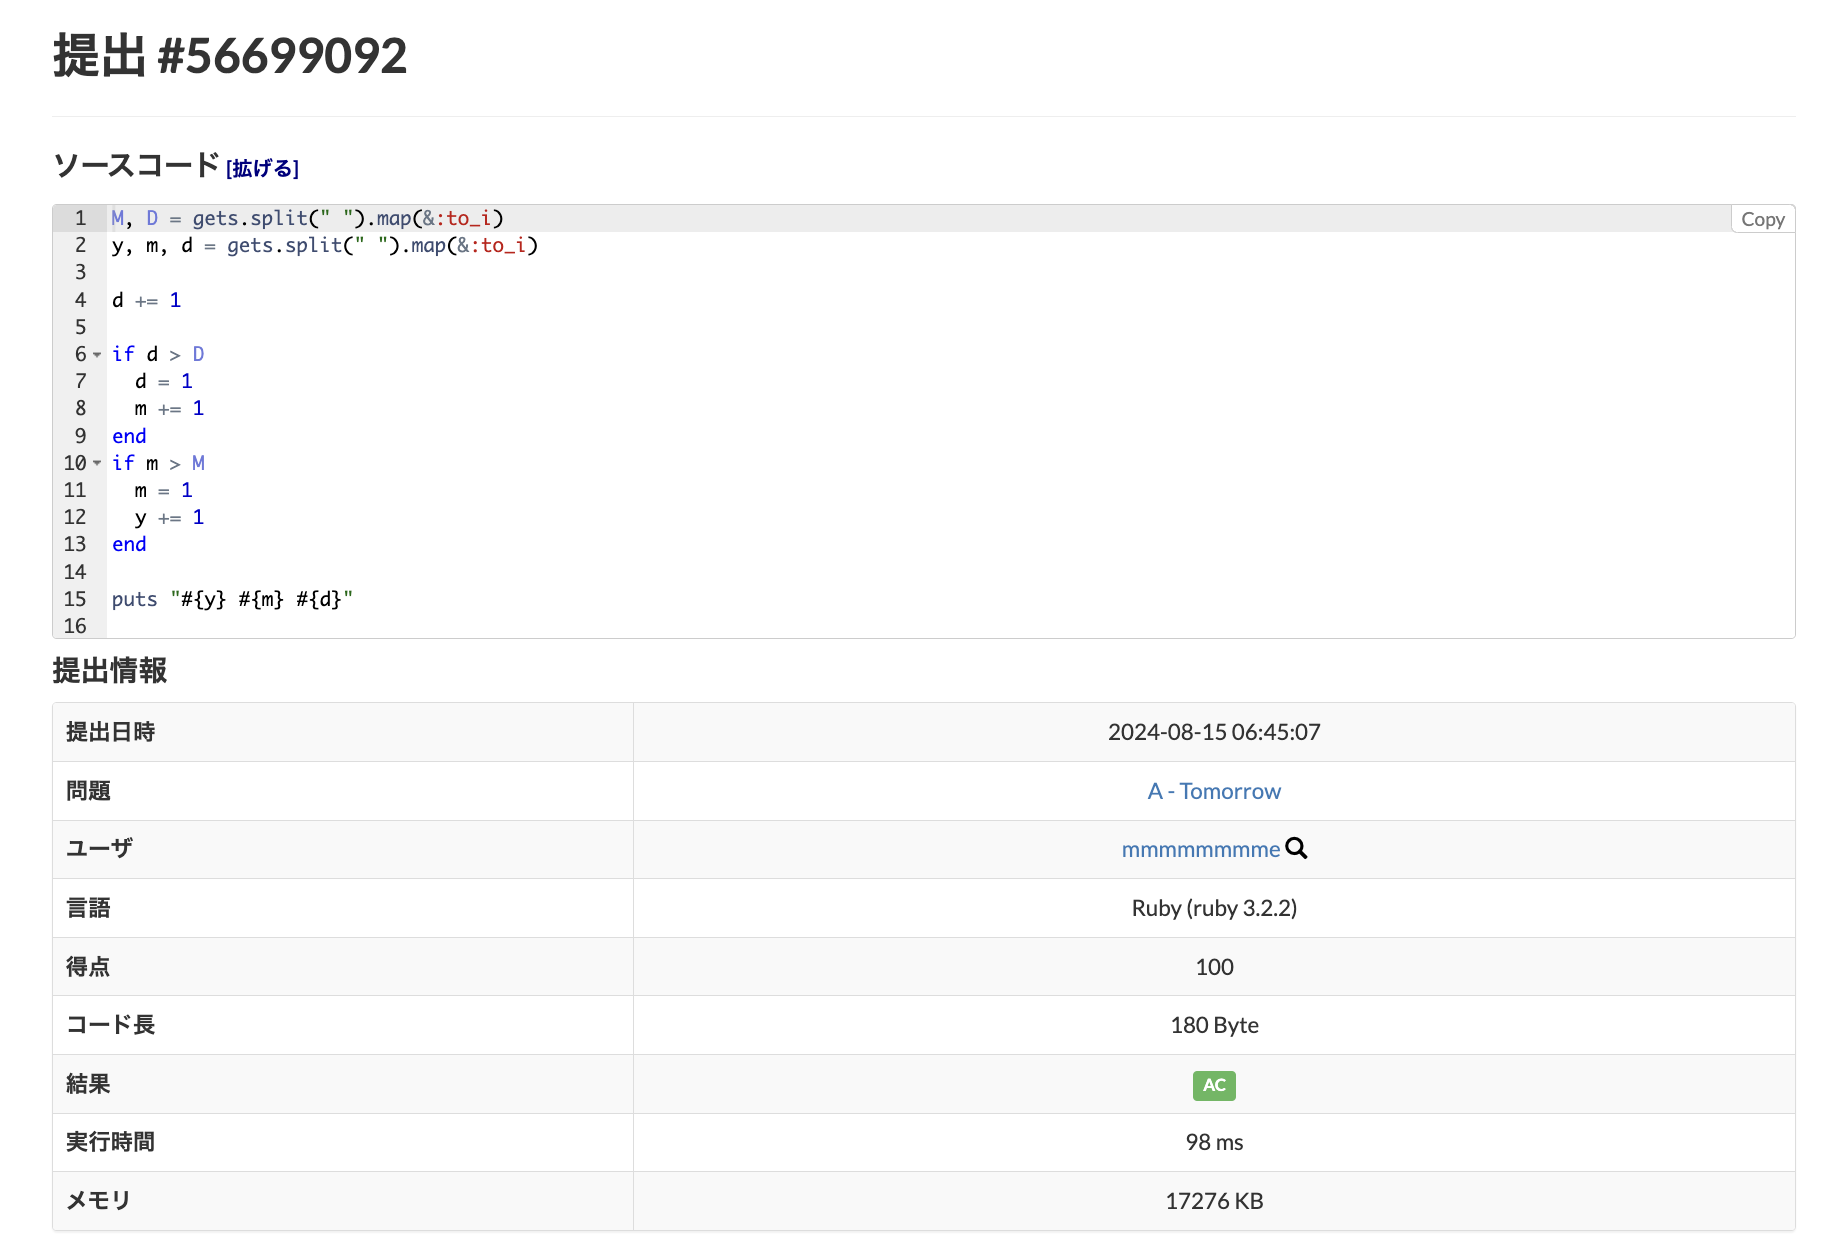 提出 #56699092
ソースコード [拡げる]
Copy
1 M, D = gets.split(" ").map(&:to_i)
2 y, m, d = gets.split(" ").map(&:to_i)
3
4 d += 1
5
6 if d > D
7   d = 1
8   m += 1
9 end
10 if m > M
11   m = 1
12   y += 1
13 end
14
15 puts "#{y} #{m} #{d}"
16
提出情報
提出日時 2024-08-15 06:45:07
問題 A - Tomorrow
ユーザ mmmmmmmme
言語 Ruby (ruby 3.2.2)
得点 100
コード長 180 Byte
結果 AC
実行時間 98 ms
メモリ 17276 KB